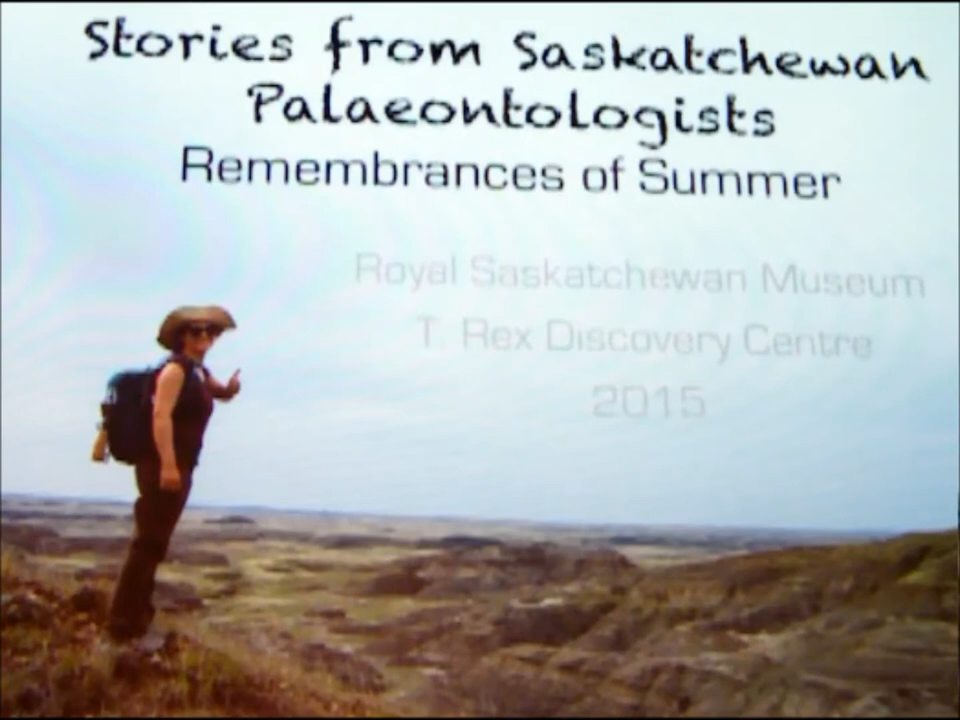 Stories from Saskatchewan
Palaeontologists
Remembrances of Summer
Royal Saskatchewan Museum
T. Rex Discovery Centre
2015